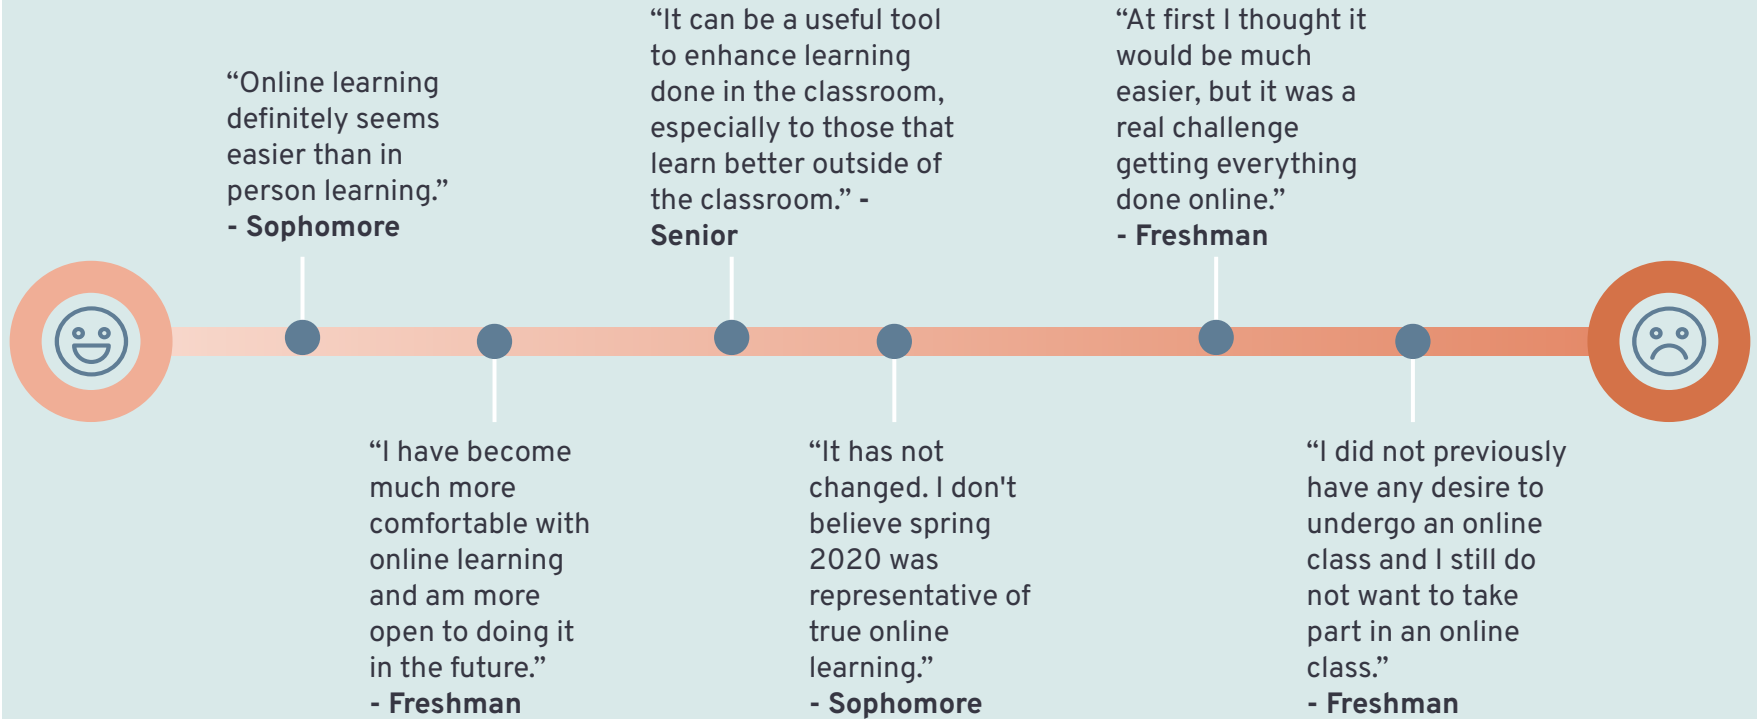 “Online learning
definitely seems
easier than in
person learning.”
- Sophomore
“I have become
much more
comfortable with
online learning
and am more
open to doing it
in the future.”
- Freshman
“It can be a useful tool
to enhance learning
done in the classroom,
especially to those that
learn better outside of
the classroom.” -
Senior
“It has not
changed. I don't
believe spring
2020 was
representative of
true online
learning.”
- Sophomore
“At first I thought it
would be much
easier, but it was a
real challenge
getting everything
done online.”
- Freshman
“I did not previously
have any desire to
undergo an online
class and I still do
not want to take
part in an online
class.”
- Freshman